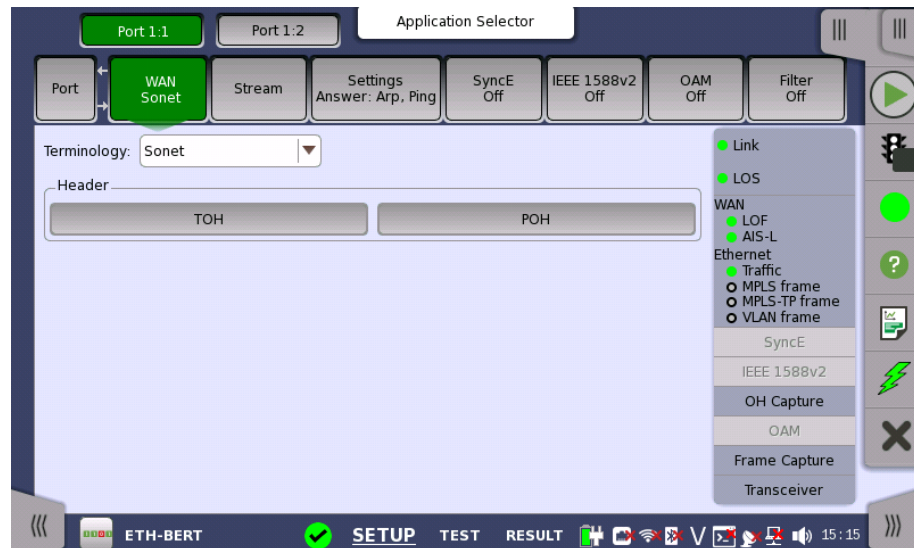 Application Selector
Port 1:1
Port 1:2
Port
WAN
Sonet
Stream
Settings
Answer: Arp, Ping
SyncE
Off
IEEE 1588v2
Off
OAM
Off
Filter
Off
Terminology: Sonet
Header
TOH
POH
Link
LOS
WAN
LOF
AIS-L
Ethernet
Traffic
MPLS frame
MPLS-TP frame
VLAN frame
SyncE
IEEE 1588v2
OH Capture
OAM
Frame Capture
Transceiver
ETH-BERT
SETUP
TEST
RESULT
15:15